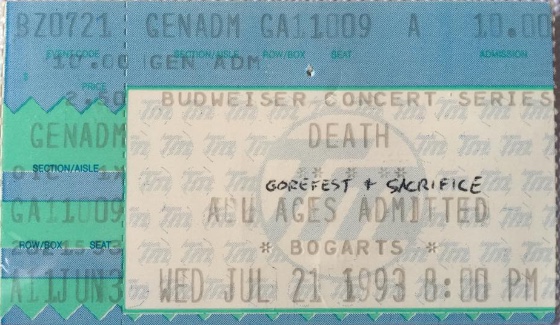 BZ0721 GENADM GA11009 A 10.00
EVENT CODE SECTION/AISLE ROW/BOX SEAT ADMISSION
$ 10.00 GEN ADM
PRICE
2.50 BUDWEISER CONCERT SERIES
GENADM DEATH
SECTION/AISLE
GOREFEST + SACRIFICE
GA11009 ALL AGES ADMITTED
ROW/BOX SEAT * BOGARTS *
A11JUN3 WED JUL 21 1993 8:00 PM